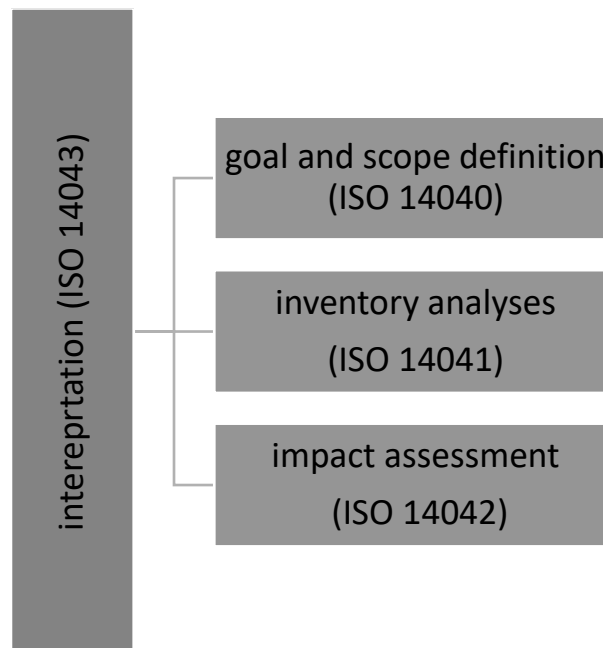 intereprtation (ISO 14043)
goal and scope definition
(ISO 14040)
inventory analyses
(ISO 14041)
impact assessment
(ISO 14042)